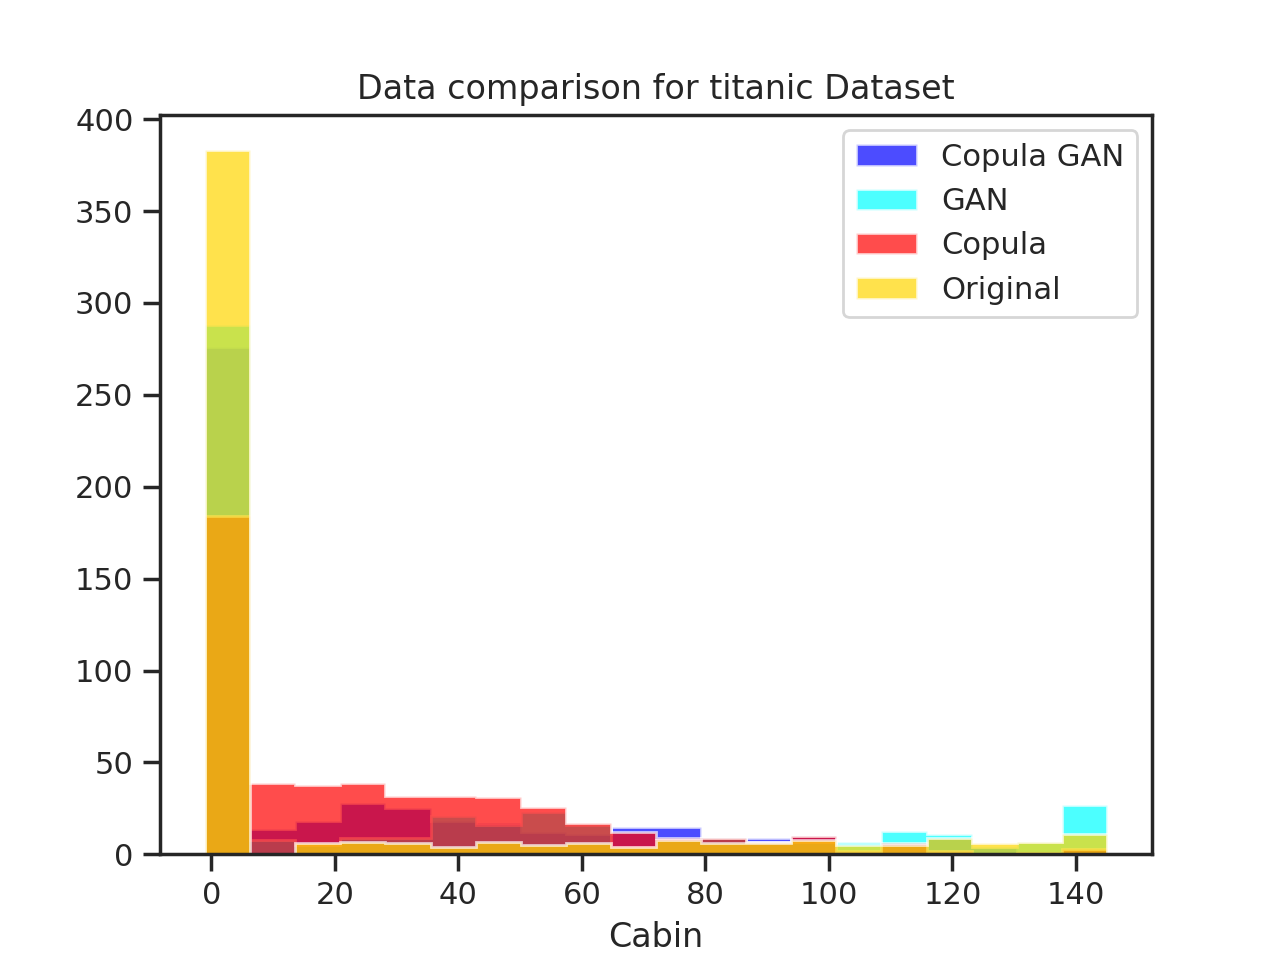 Data comparison for titanic Dataset
400
350
300
250
200
150
100
50
0
Copula GAN
GAN
Copula
Original
0 20 40 60 80 100 120 140
Cabin